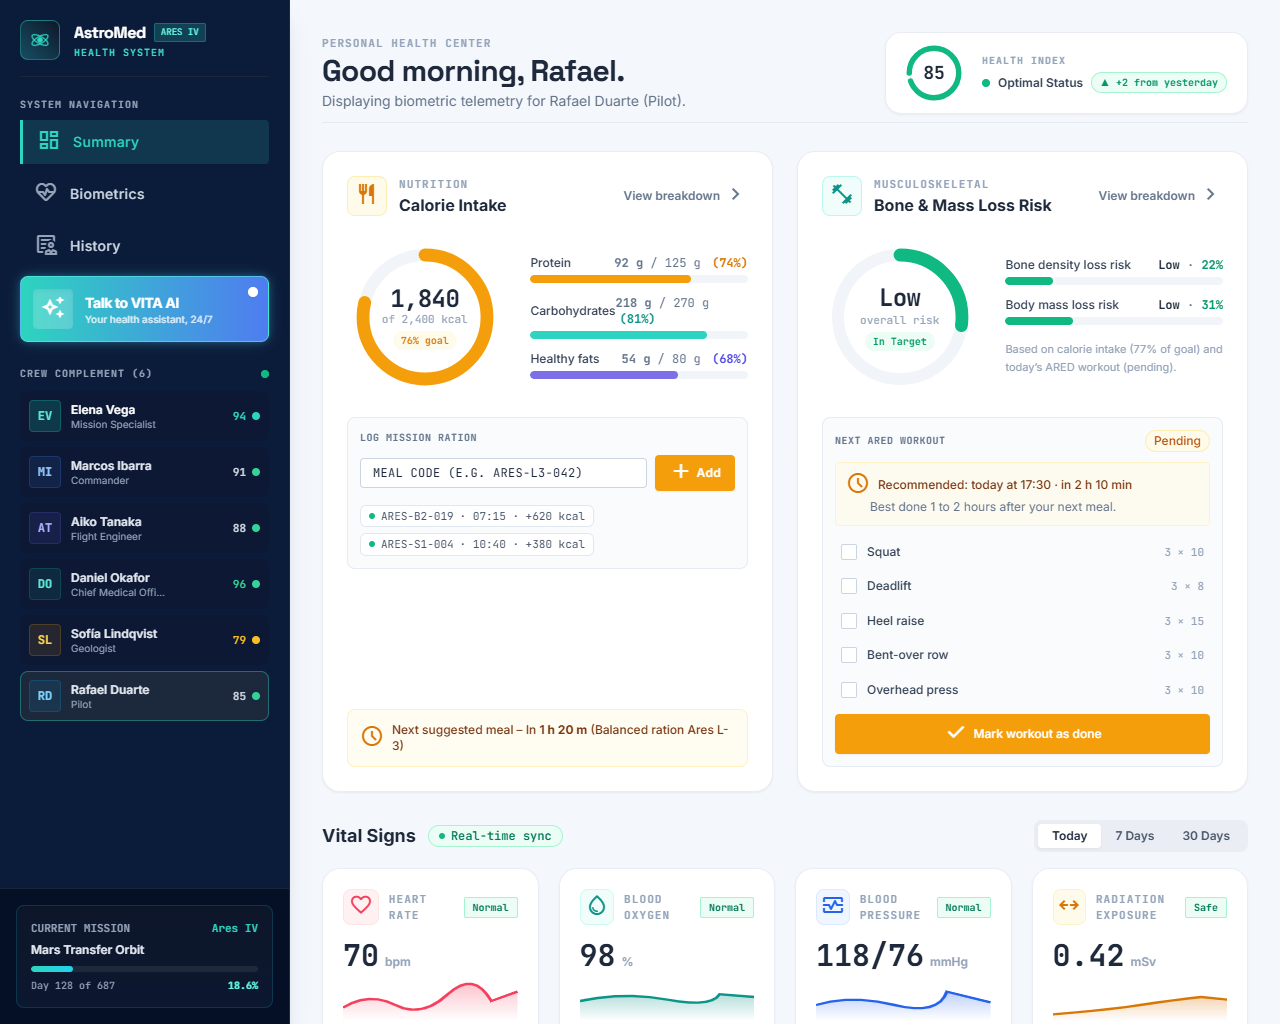 AstroMed
ARES IV
HEALTH SYSTEM
SYSTEM NAVIGATION
Summary
Biometrics
History
Talk to VITA AI
Your health assistant, 24/7
CREW COMPLEMENT (6)
EV
Elena Vega
Mission Specialist
94
MI
Marcos Ibarra
Commander
91
AT
Aiko Tanaka
Flight Engineer
88
DO
Daniel Okafor
Chief Medical Offi...
96
SL
Sofía Lindqvist
Geologist
79
RD
Rafael Duarte
Pilot
85
CURRENT MISSION
Ares IV
Mars Transfer Orbit
Day 128 of 687
18.6%
PERSONAL HEALTH CENTER
Good morning, Rafael.
Displaying biometric telemetry for Rafael Duarte (Pilot).
85
HEALTH INDEX
Optimal Status
▲ +2 from yesterday
NUTRITION
Calorie Intake
View breakdown
1,840
of 2,400 kcal
76% goal
Protein 92 g / 125 g (74%)
Carbohydrates 218 g / 270 g
(81%)
Healthy fats 54 g / 80 g (68%)
LOG MISSION RATION
MEAL CODE (E.G. ARES-L3-042)
Add
ARES-B2-019 · 07:15 · +620 kcal
ARES-S1-004 · 10:40 · +380 kcal
Next suggested meal – In 1 h 20 m (Balanced ration Ares L-
3)
MUSCULOSKELETAL
Bone & Mass Loss Risk
View breakdown
Low
overall risk
In Target
Bone density loss risk Low · 22%
Body mass loss risk Low · 31%
Based on calorie intake (77% of goal) and
today's ARED workout (pending).
NEXT ARED WORKOUT
Pending
Recommended: today at 17:30 · in 2 h 10 min
Best done 1 to 2 hours after your next meal.
Squat 3 × 10
Deadlift 3 × 8
Heel raise 3 × 15
Bent-over row 3 × 10
Overhead press 3 × 10
Mark workout as done
Vital Signs
Real-time sync
Today
7 Days
30 Days
HEART
RATE
Normal
70 bpm
BLOOD
OXYGEN
Normal
98 %
BLOOD
PRESSURE
Normal
118/76 mmHg
RADIATION
EXPOSURE
Safe
0.42 mSv